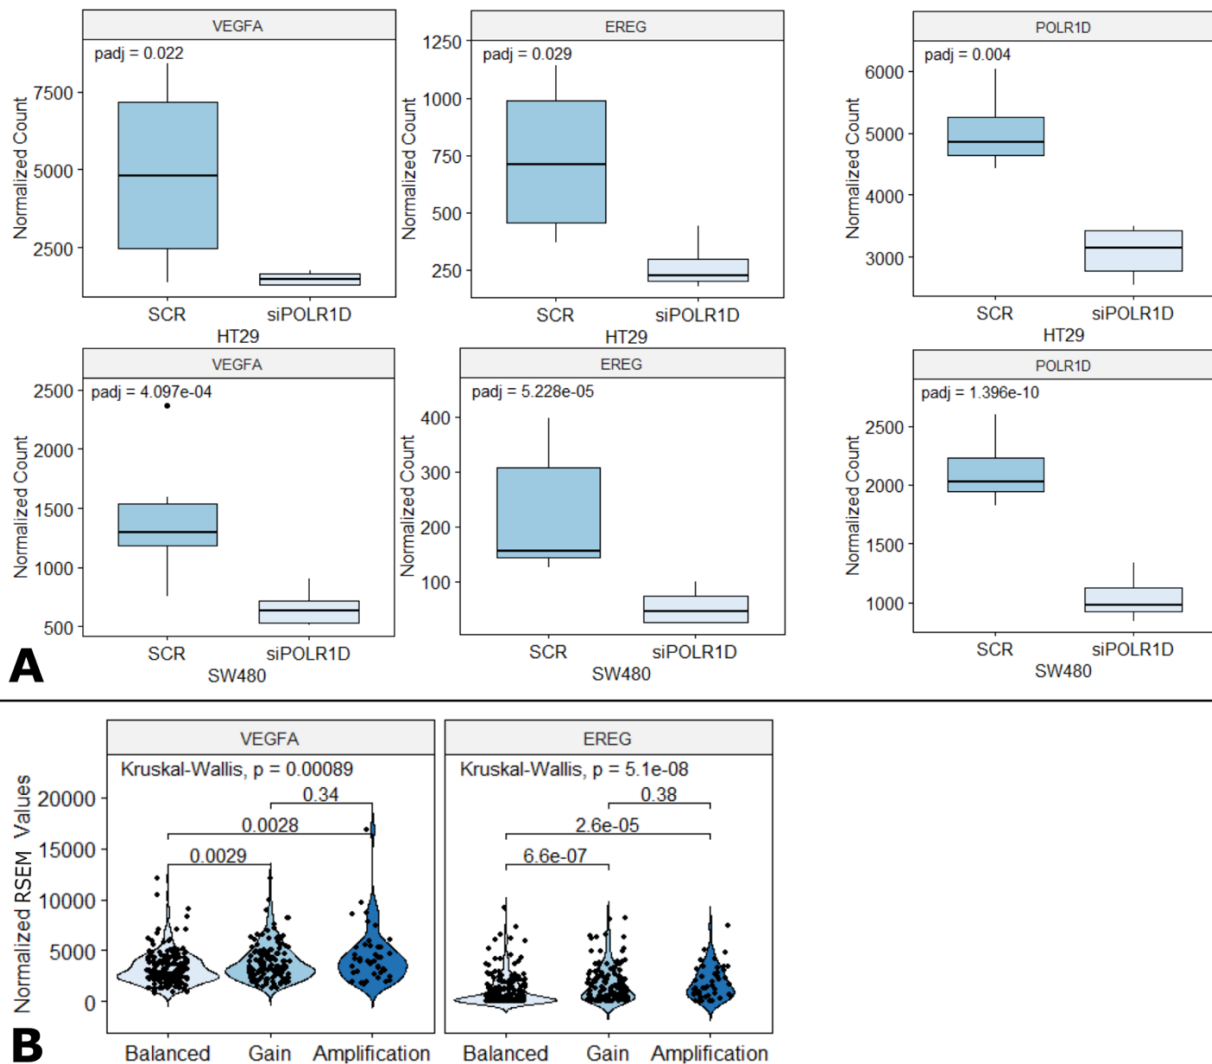 VEGFA
padj = 0.022
7500
5000
2500
Normalized Count
SCR
siPOLR1D
HT29
EREG
padj = 0.029
1250
1000
750
500
250
Normalized Count
SCR
siPOLR1D
HT29
POLR1D
padj = 0.004
6000
5000
4000
3000
Normalized Count
SCR
siPOLR1D
HT29
VEGFA
padj = 4.097e-04
2500
2000
1500
1000
500
Normalized Count
SCR
siPOLR1D
SW480
EREG
padj = 5.228e-05
400
300
200
100
Normalized Count
SCR
siPOLR1D
SW480
POLR1D
padj = 1.396e-10
2500
2000
1500
1000
Normalized Count
SCR
siPOLR1D
SW480
A
VEGFA
Kruskal-Wallis, p = 0.00089
0.34
0.0028
0.0029
20000
15000
10000
5000
0
Normalized RSEM Values
Balanced
Gain
Amplification
EREG
Kruskal-Wallis, p = 5.1e-08
0.38
2.6e-05
6.6e-07
Balanced
Gain
Amplification
B